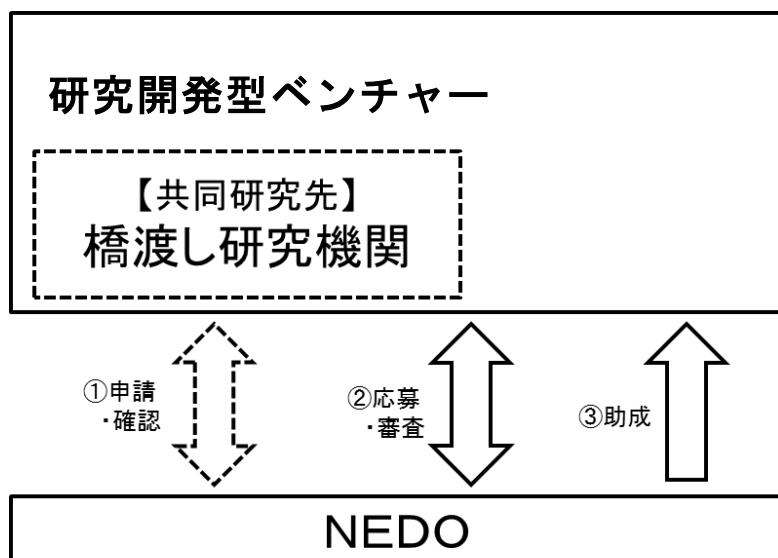 研究開発型ベンチャー
【共同研究先】
橋渡し研究機関
①申請
・確認
②応募
・審査
③助成
NEDO